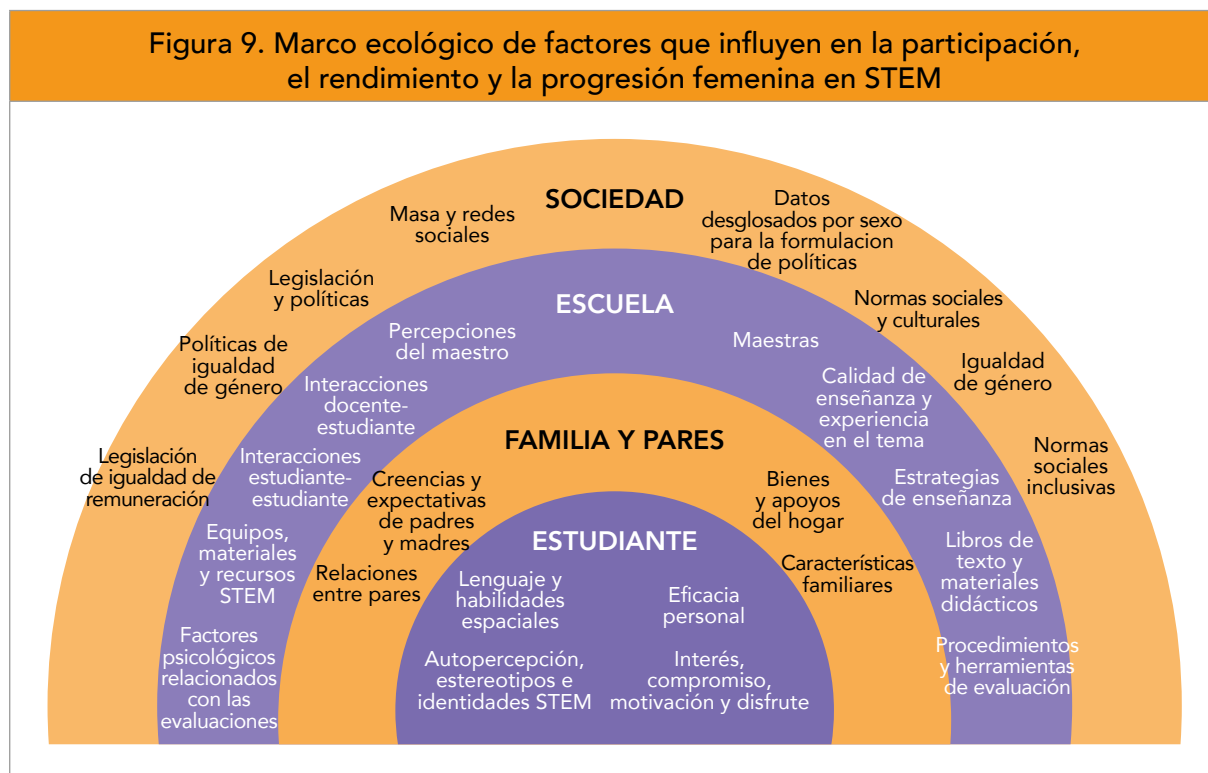 Figura 9. Marco ecológico de factores que influyen en la participación,
el rendimiento y la progresión femenina en STEM
SOCIEDAD
Masa y redes
sociales
Datos
desglosados por sexo
para la formulacion
de políticas
Legislación
y políticas
Normas sociales
y culturales
Políticas de
igualdad
de género
Igualdad
de género
Legislación
de igualdad de
remuneración
Normas
sociales
inclusivas
ESCUELA
Percepciones
del maestro
Maestras
Interacciones
docente-
estudiante
Calidad de
enseñanza y
experiencia
en el tema
Interacciones
estudiante-
estudiante
Estrategias
de enseñanza
Equipos,
materiales
y recursos
STEM
Libros de
texto y
materiales
didácticos
Factores
psicológicos
relacionados
con las
evaluaciones
Procedimientos
y herramientas
de evaluación
FAMILIA Y PARES
Creencias y
expectativas
de padres
y madres
Bienes
y apoyos
del hogar
Relaciones
entre pares
Características
familiares
ESTUDIANTE
Lenguaje y
habilidades
espaciales
Eficacia
personal
Autopercepción,
estereotipos e
identidades STEM
Interés,
compromiso,
motivación y disfrute